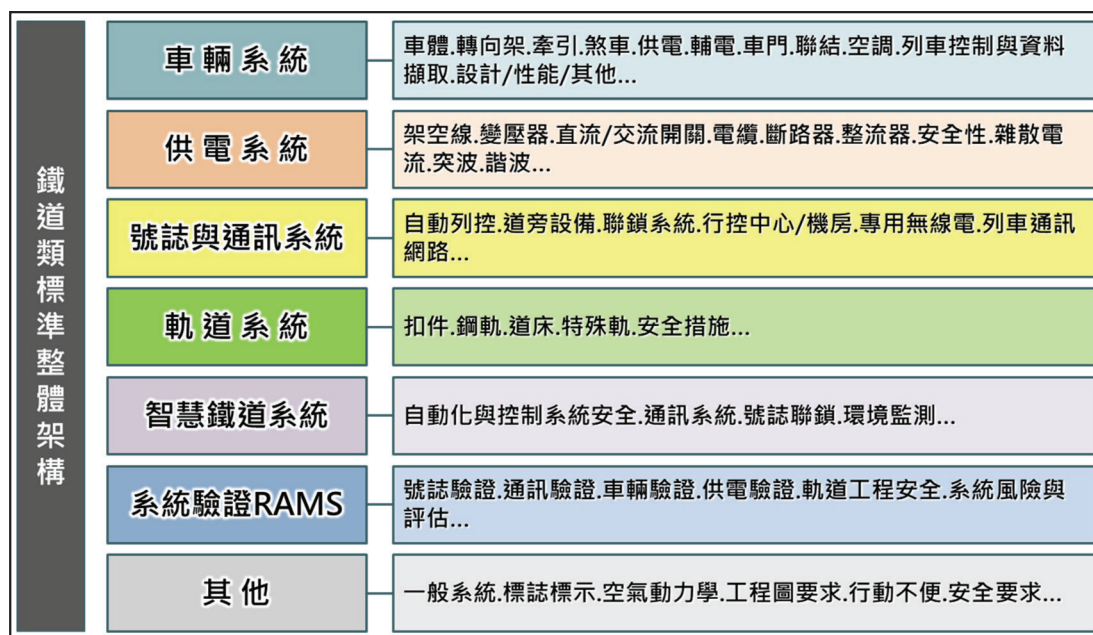 鐵道類標準整體架構
車輛系統
車體.轉向架.牽引.煞車.供電.輔電.車門.聯結.空調.列車控制與資料
擷取.設計/性能/其他...
供電系統
架空線.變壓器.直流/交流開關.電纜.斷路器.整流器.安全性.雜散電
流.突波.諧波...
號誌與通訊系統
自動列控.道旁設備.聯鎖系統.行控中心/機房.專用無線電.列車通訊
網路...
軌道系統
扣件.鋼軌.道床.特殊軌.安全措施...
智慧鐵道系統
自動化與控制系統安全.通訊系統.號誌聯鎖.環境監測...
系統驗證RAMS
號誌驗證.通訊驗證.車輛驗證.供電驗證.軌道工程安全.系統風險與
評估...
其他
一般系統.標誌標示.空氣動力學.工程圖要求.行動不便.安全要求...